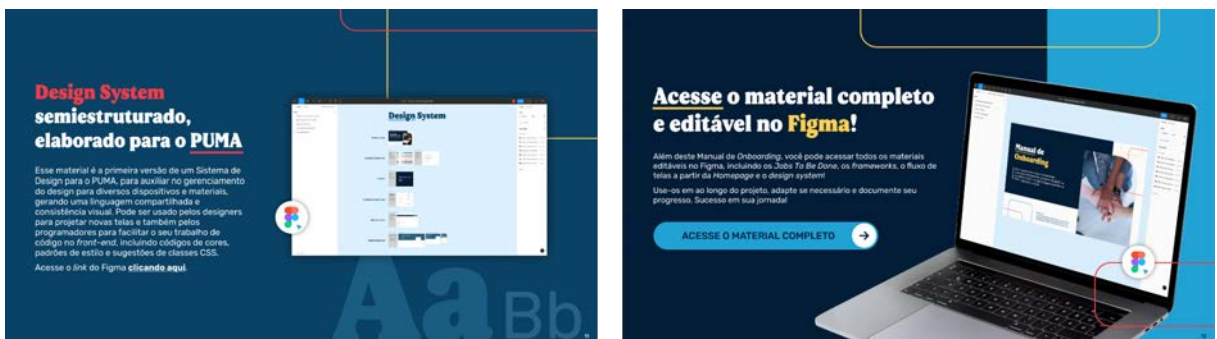 Design System
semiestruturado,
elaborado para o PUMA
Esse material é a primeira versão de um Sistema de
Design para o PUMA, para auxiliar no gerenciamento
do design para diversos dispositivos e materiais,
gerando uma linguagem compartilhada e
consistência visual. Pode ser usado pelos designers
para projetar novas telas e também pelos
programadores para facilitar o seu trabalho de
código no front-end, incluindo códigos de cores,
padrões de estilo e sugestões de classes CSS.
Acesse o link do Figma clicando aqui.
Design System
Aa Bb
Acesse o material completo
e editável no Figma!
Além deste Manual de Onboarding, você pode acessar todos os materiais
editáveis no Figma, incluindo os Jobs To Be Done, os frameworks, o fluxo de
telas a partir da Homepage e o design system!
Use-os em ao longo do projeto, adapte se necessário e documente seu
progresso. Sucesso em sua jornada!
ACESSE O MATERIAL COMPLETO
Manual de
Onboarding